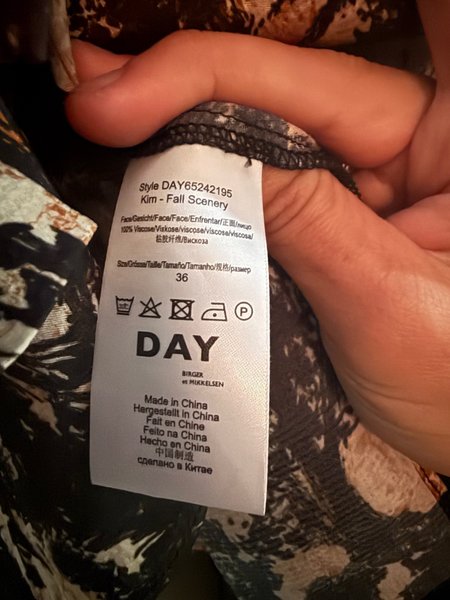 Style DAY65242195
Kim - Fall Scenery
Face/Gesicht/Face/Face/Enfrentar/正面/лицо
100% Viscose/Viskose/viscose/viscose/viscose/
粘胶纤维/Вискоза
Size/Grösse/Taille/Tamaño/Tamanho/规格/размер
36
P
DAY
BIRGER
et MIKKELSEN
Made in China
Hergestellt in China
Fait en Chine
Feito na China
Hecho en China
中国制造
сделано в Китае